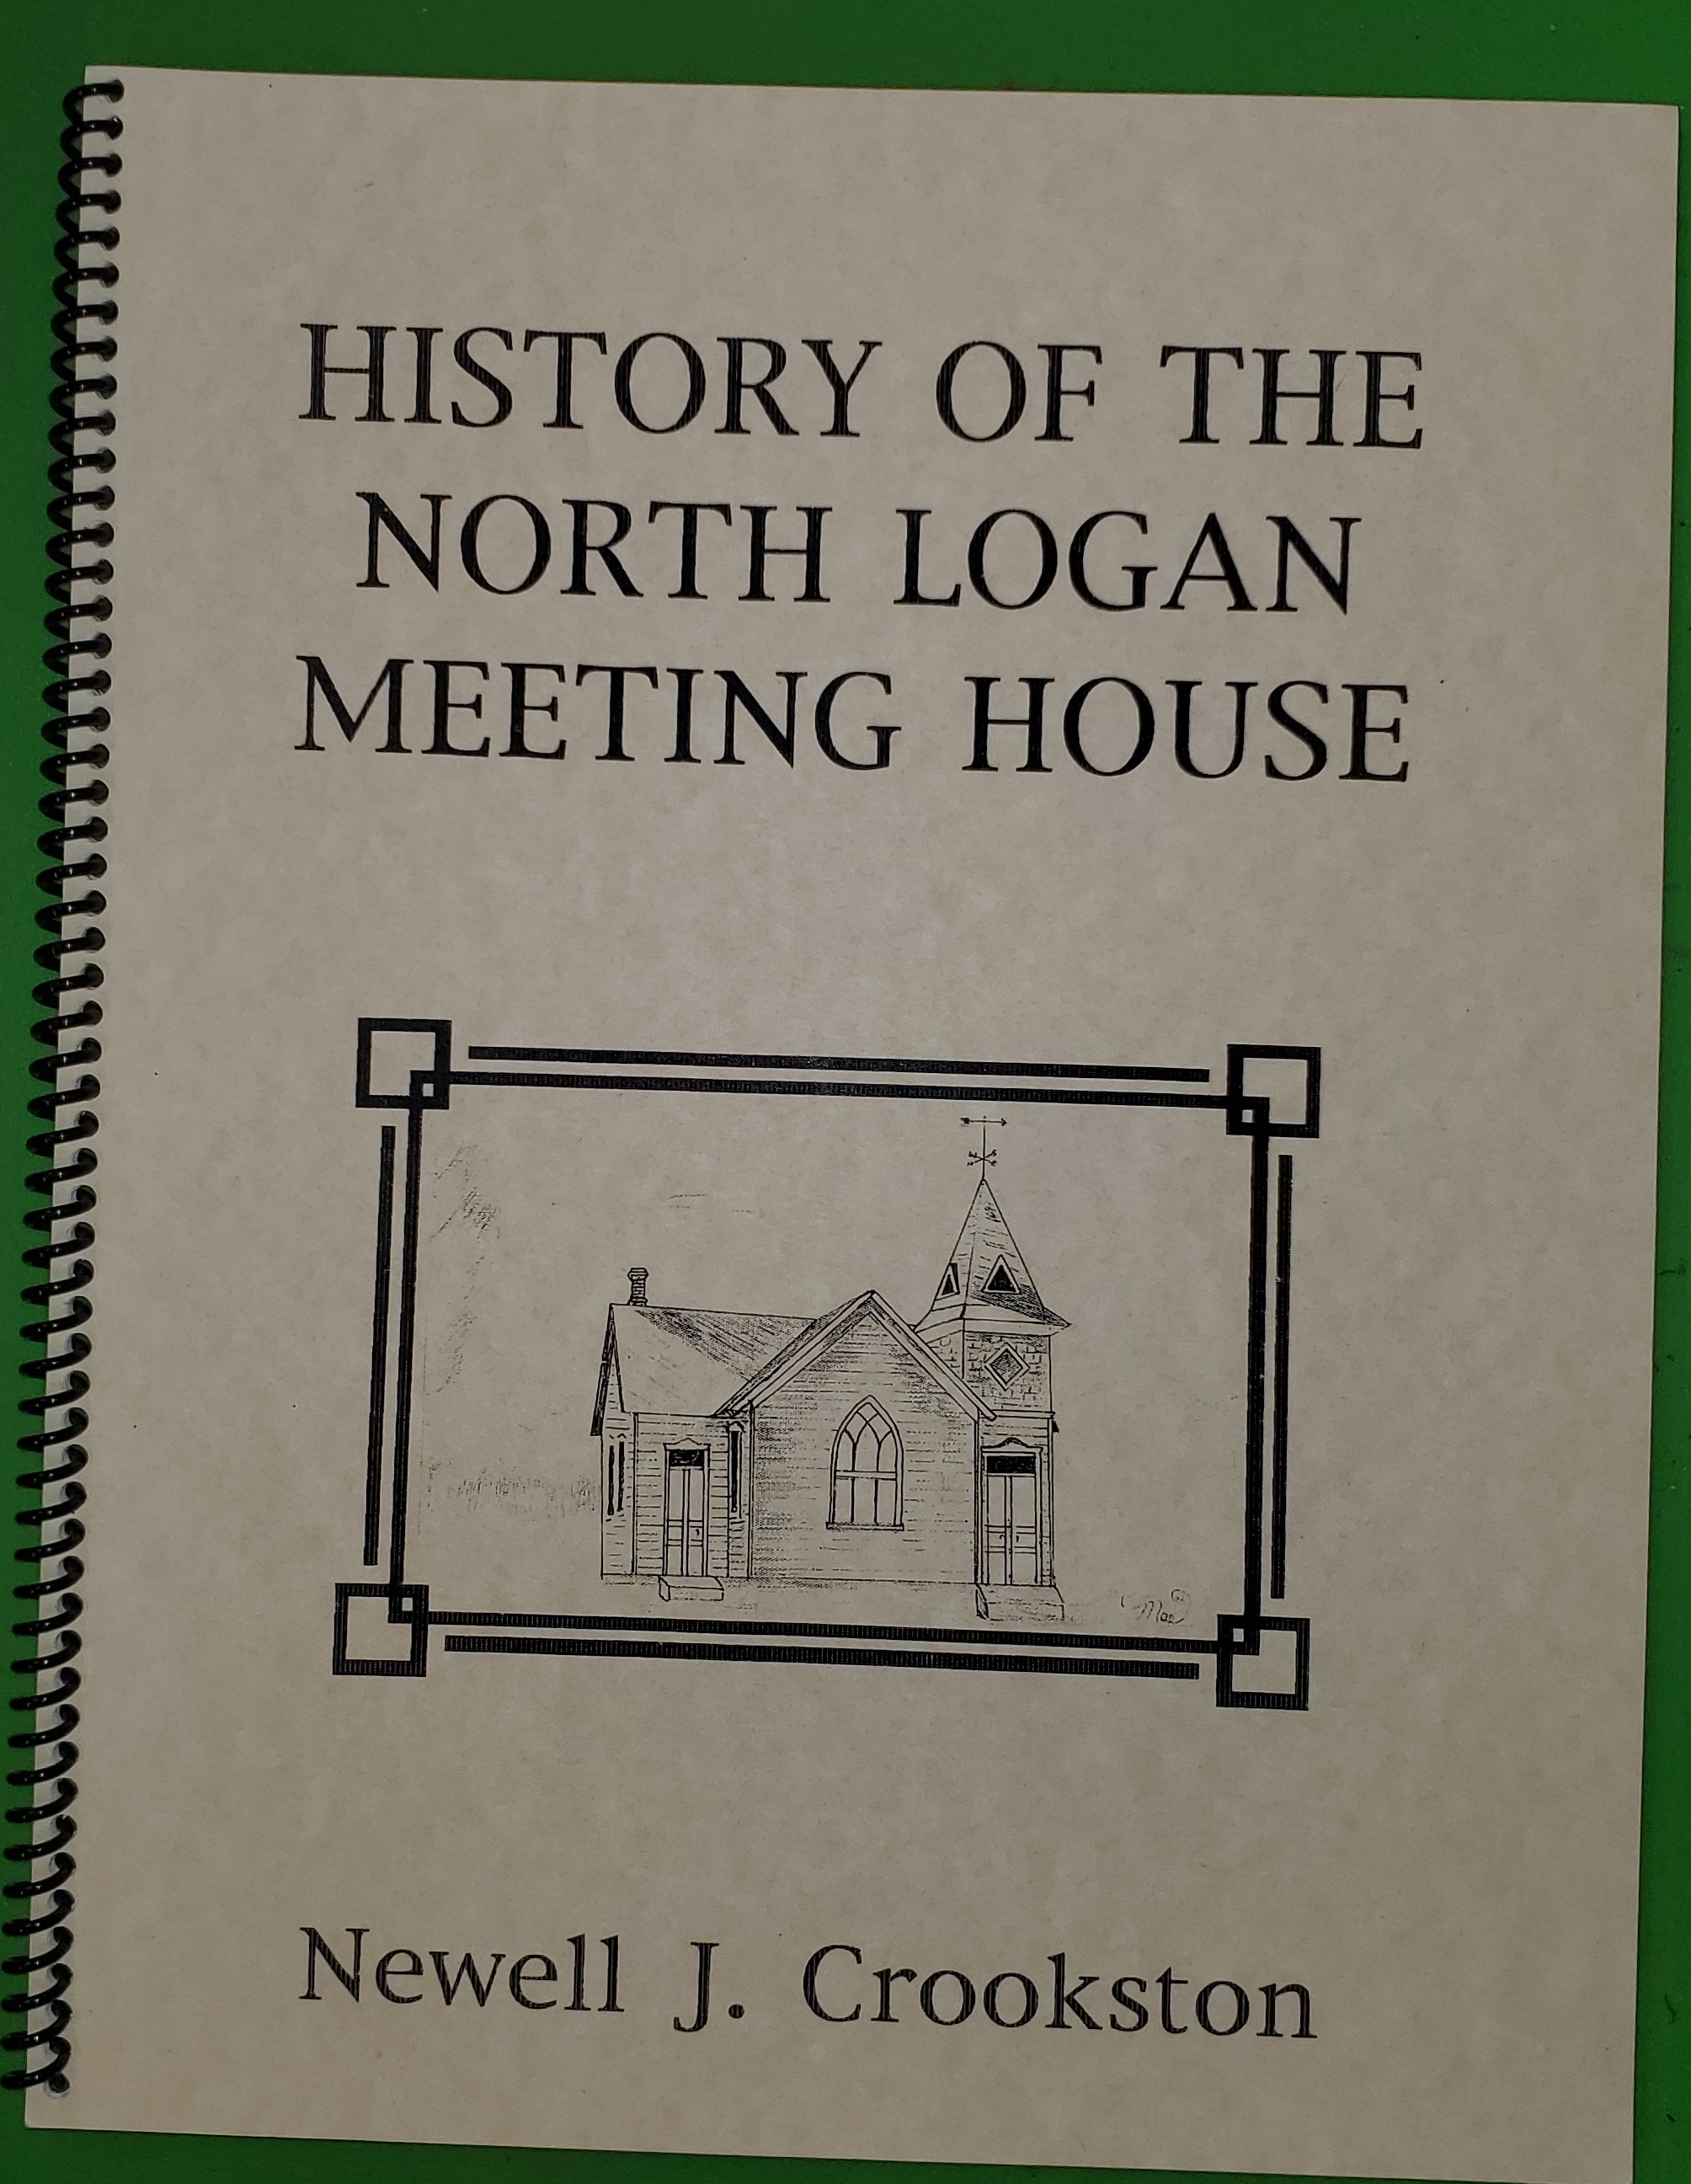 HISTORY OF THE
NORTH LOGAN
MEETING HOUSE
Newell J. Crookston